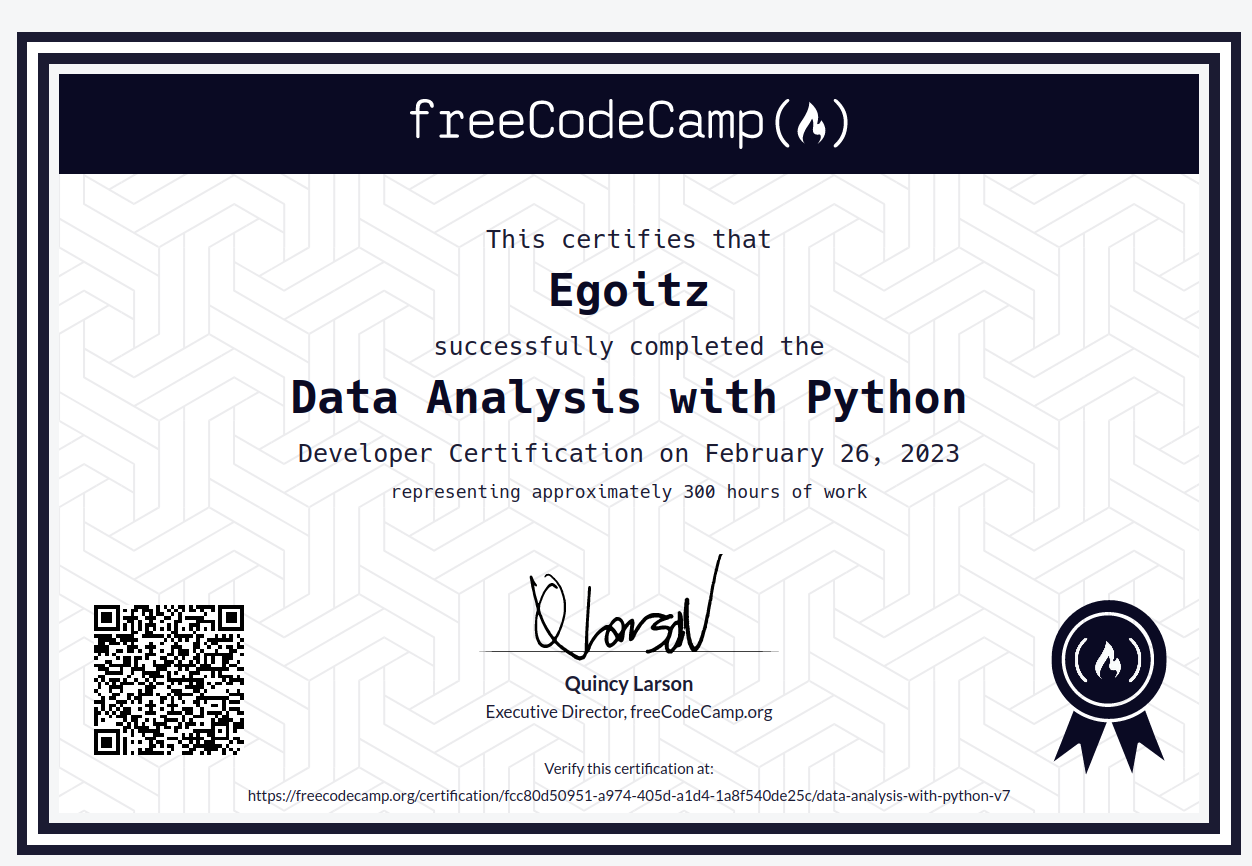 freeCodeCamp
This certifies that
Egoitz
successfully completed the
Data Analysis with Python
Developer Certification on February 26, 2023
representing approximately 300 hours of work
Q Larson
Quincy Larson
Executive Director, freeCodeCamp.org
Verify this certification at:
https://freecodecamp.org/certification/fcc80d50951-a974-405d-a1d4-1a8f540de25c/data-analysis-with-python-v7